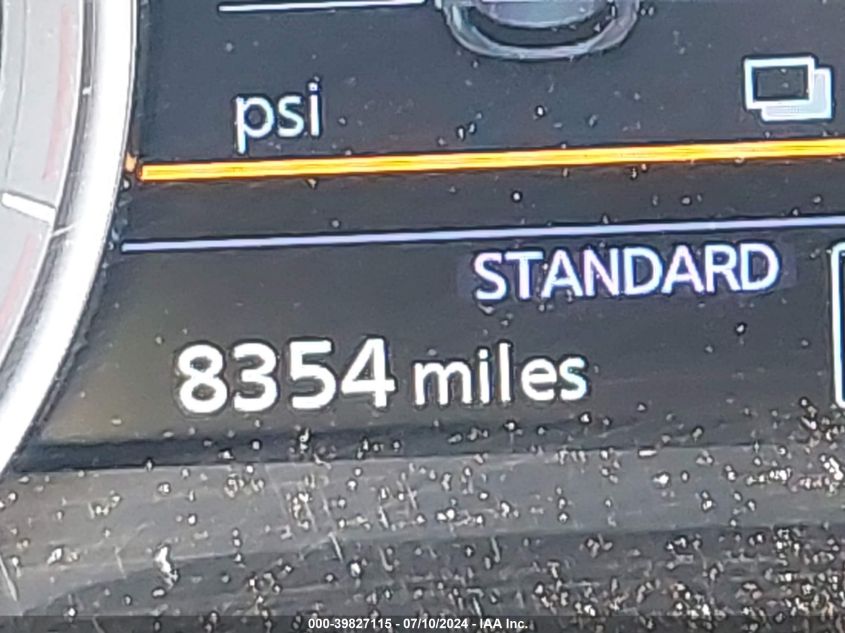 psi
STANDARD
8354 miles
000-39827115 - 07/10/2024 - IAA Inc.